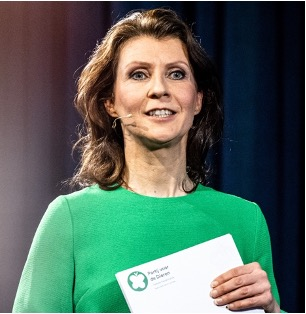 Partij voor
de Dieren